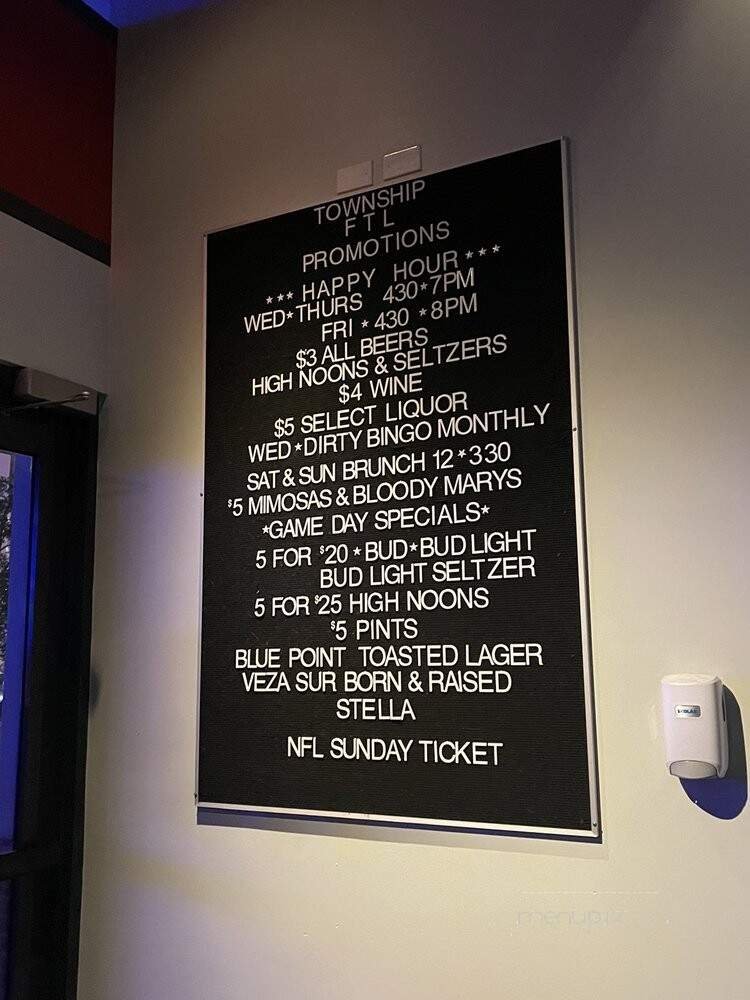 TOWNSHIP
FTL
PROMOTIONS
*** HAPPY HOUR ***
WED*THURS 430*7PM
FRI * 430 *8PM
$3 ALL BEERS
HIGH NOONS & SELTZERS
$4 WINE
$5 SELECT LIQUOR
WED *DIRTY BINGO MONTHLY
SAT & SUN BRUNCH 12*330
$5 MIMOSAS & BLOODY MARYS
*GAME DAY SPECIALS*
5 FOR $20 * BUD*BUD LIGHT
BUD LIGHT SELTZER
5 FOR $25 HIGH NOONS
$5 PINTS
BLUE POINT TOASTED LAGER
VEZA SUR BORN & RAISED
STELLA
NFL SUNDAY TICKET
ECOLAB